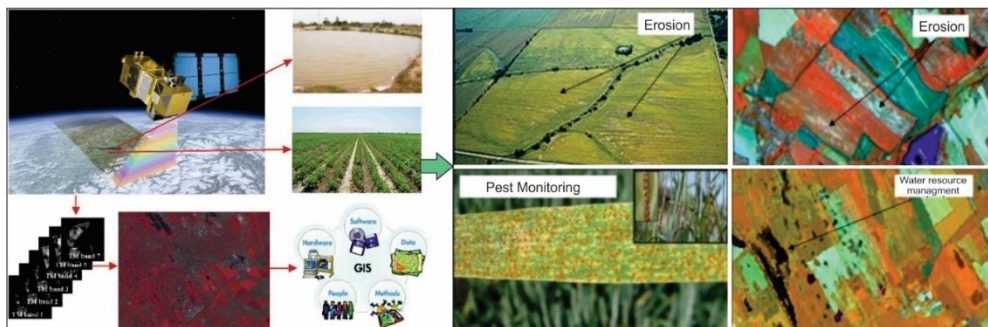 Erosion
Erosion
Pest Monitoring
Water resource
managment
Software
Hardware
Data
GIS
People
Methods
TM band 7
TM band 5
TM band 4
TM band 3
TM band 2
TM band 1